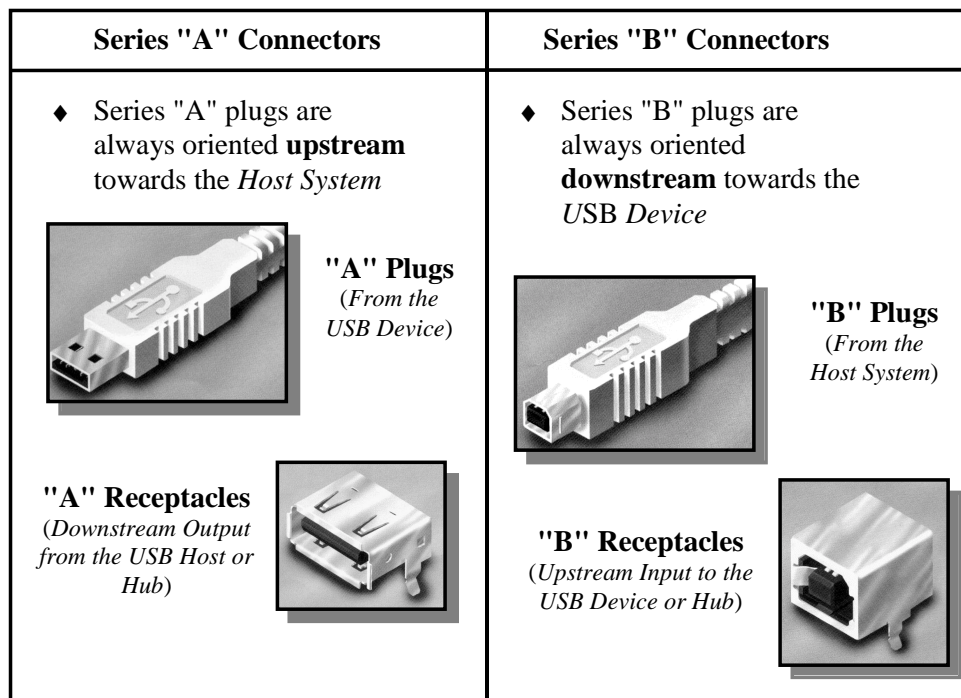 Series "A" Connectors
♦ Series "A" plugs are
always oriented upstream
towards the Host System
"A" Plugs
(From the
USB Device)
"A" Receptacles
(Downstream Output
from the USB Host or
Hub)
Series "B" Connectors
♦ Series "B" plugs are
always oriented
downstream towards the
USB Device
"B" Plugs
(From the
Host System)
"B" Receptacles
(Upstream Input to the
USB Device or Hub)